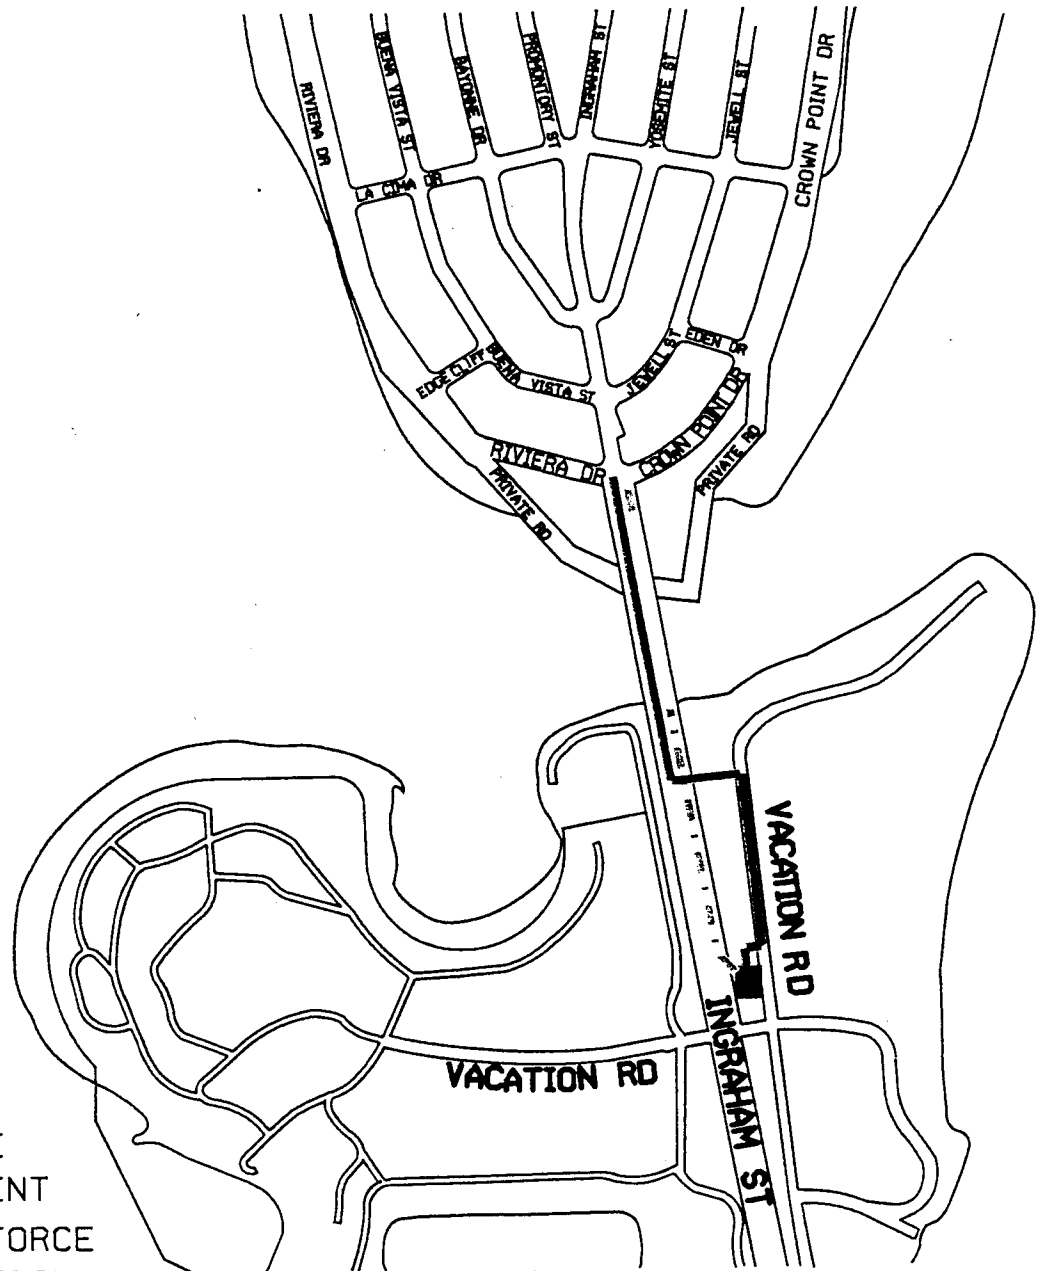 RIVIERA DR
BUENA VISTA ST
BAYONNE DR
PROMONTORY ST
INGRAHAM ST
YOSEMITE ST
JEWELL ST
CROWN POINT DR
LA CIMA DR
EDGE CLIFF
BUENA VISTA ST
JEWELL ST
EDEN DR
RIVIERA DR
CROWN POINT DR
PRIVATE RD
PRIVATE RD
VACATION RD
VACATION RD
INGRAHAM ST
ENT
FORCE